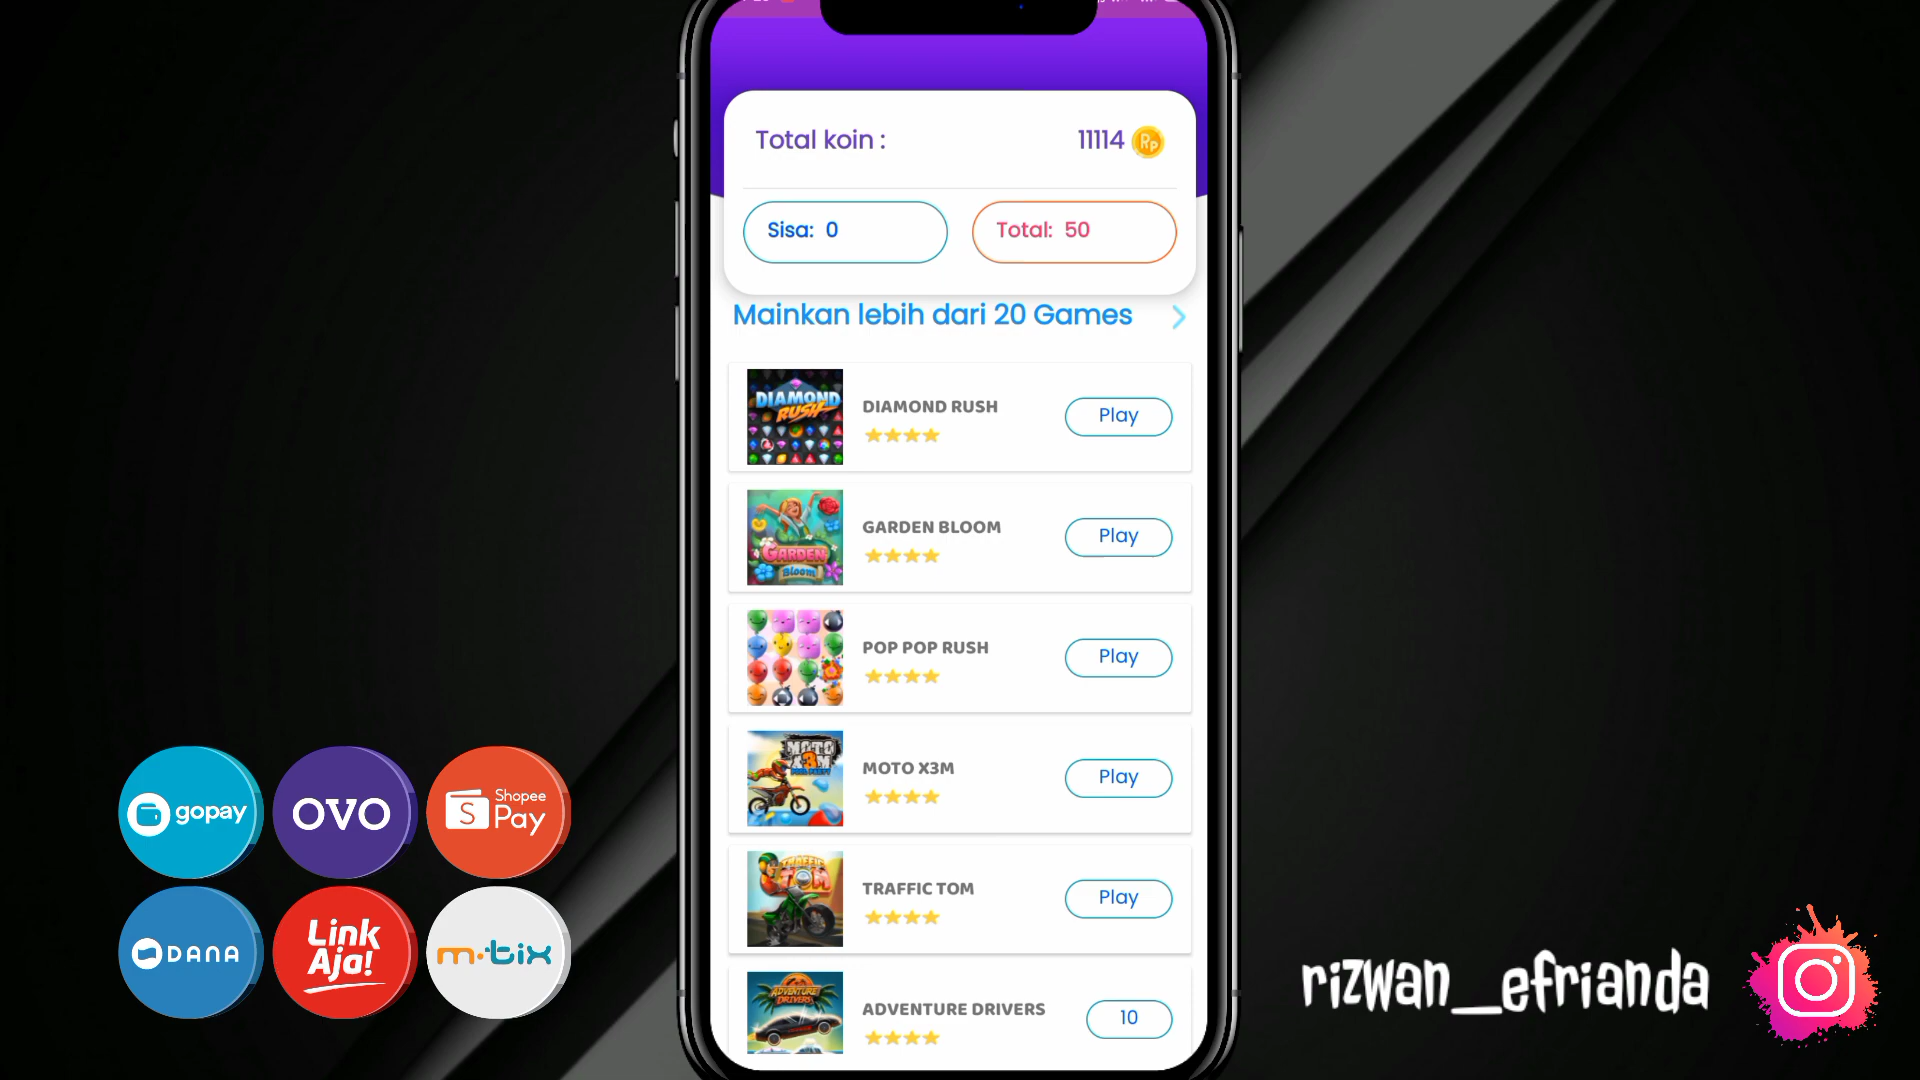 Total koin :
11114
Rp
Sisa: 0
Total: 50
Mainkan lebih dari 20 Games
DIAMOND RUSH
DIAMOND RUSH
Play
GARDEN Bloom
GARDEN BLOOM
Play
POP POP RUSH
Play
MOTO X3M
MOTO X3M
Play
TRAFFIC TOM
TRAFFIC TOM
Play
ADVENTURE DRIVERS
ADVENTURE DRIVERS
10
gopay
OVO
S Shopee Pay
DANA
Link Aja!
m.tix
rizwan__efrianda